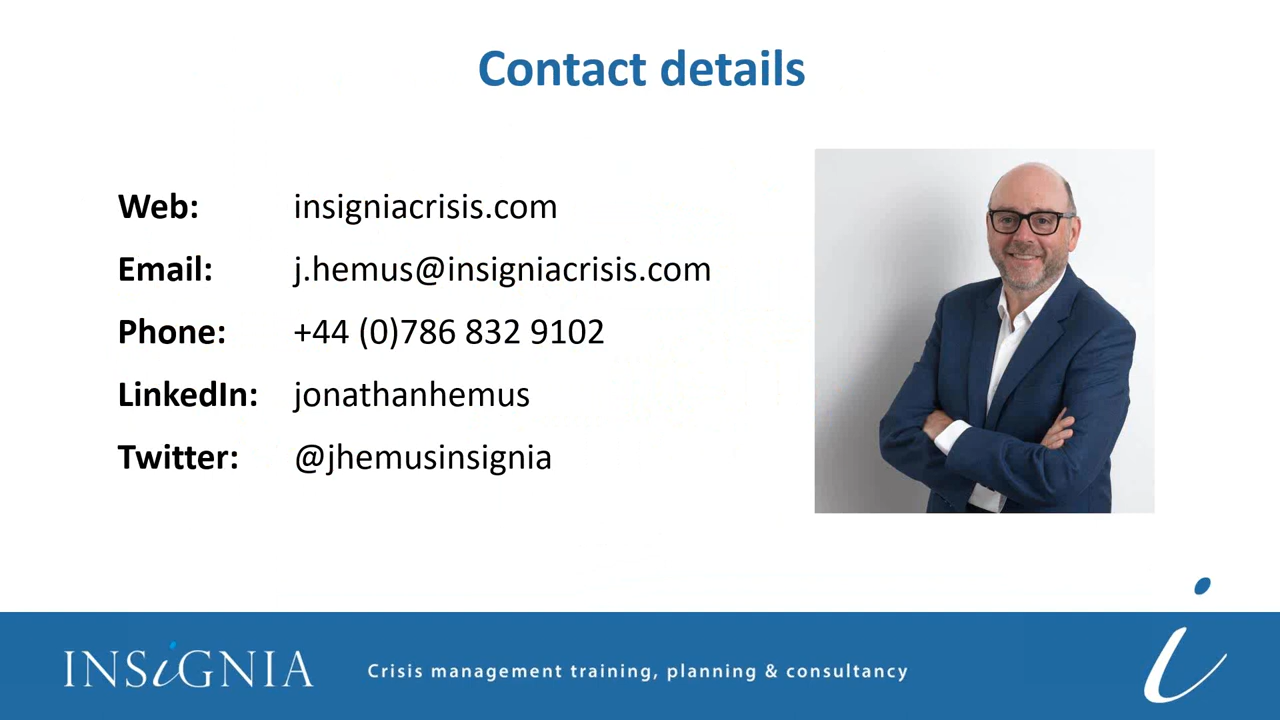 Contact details
Web: insigniacrisis.com
Email: j.hemus@insigniacrisis.com
Phone: +44 (0)786 832 9102
LinkedIn: jonathanhemus
Twitter: @jhemusinsignia
INSiGNIA Crisis management training, planning & consultancy
i